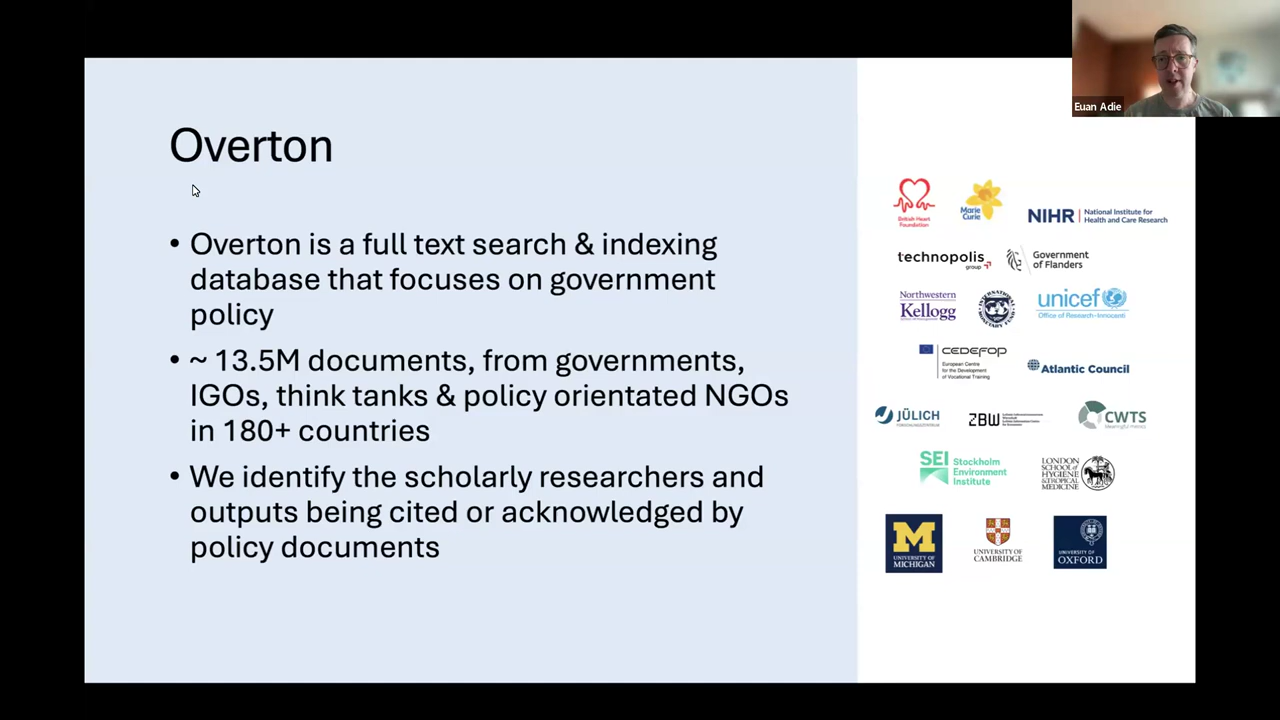 Euan Adie
Overton
• Overton is a full text search & indexing
database that focuses on government
policy
• ~ 13.5M documents, from governments,
IGOs, think tanks & policy orientated NGOs
in 180+ countries
• We identify the scholarly researchers and
outputs being cited or acknowledged by
policy documents
British Heart
Foundation
Marie
Curie
NIHR | National Institute for
Health and Care Research
technopolis
group
Government
of Flanders
Northwestern
Kellogg
INTERNATIONAL
MONETARY FUND
unicef
Office of Research-Innocenti
CEDEFOP
European Centre
for the Development
of Vocational Training
Atlantic Council
JÜLICH
FORSCHUNGSZENTRUM
ZBW
CWTS
Meaningful metrics
SEI Stockholm
Environment
Institute
LONDON
SCHOOL of
HYGIENE
&TROPICAL
MEDICINE
M
UNIVERSITY OF
MICHIGAN
UNIVERSITY OF
CAMBRIDGE
UNIVERSITY OF
OXFORD